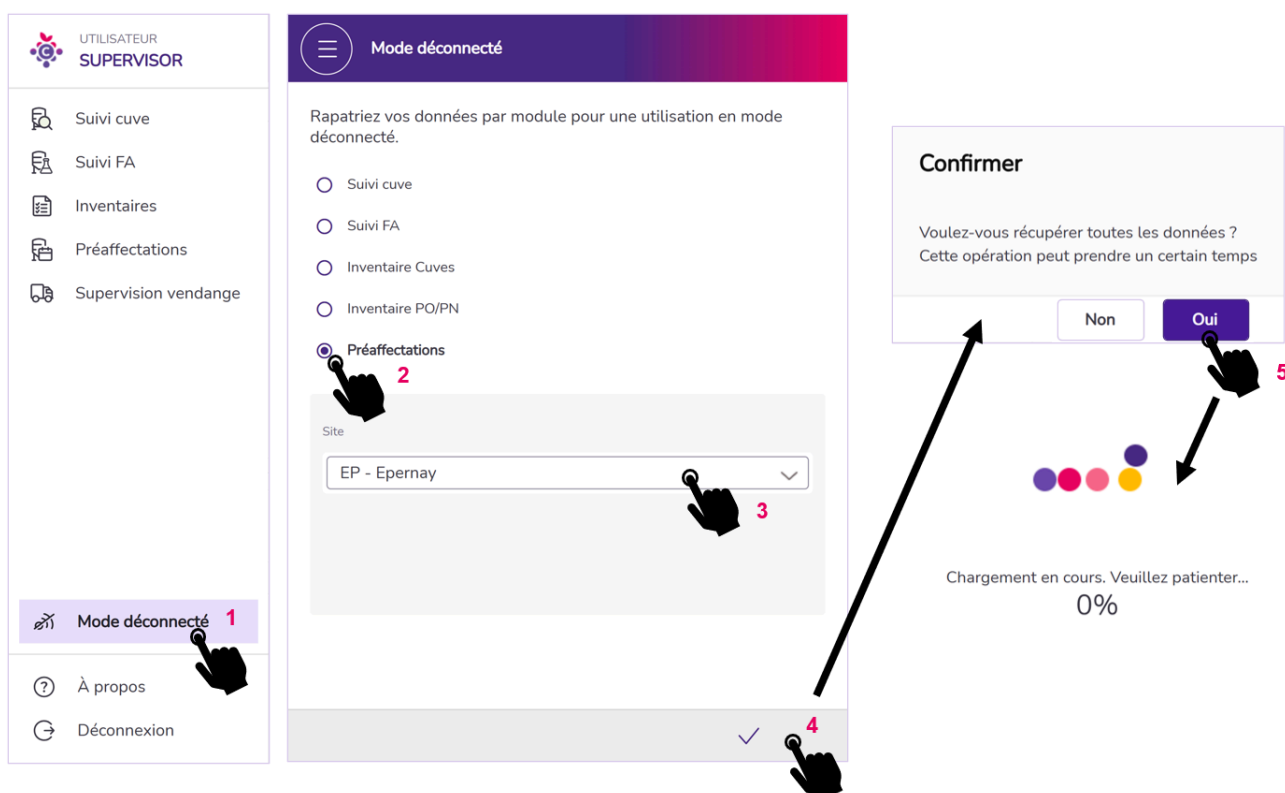 UTILISATEUR
SUPERVISOR
Suivi cuve
Suivi FA
Inventaires
Préaffectations
Supervision vendange
Mode déconnecté 1
À propos
Déconnexion
Mode déconnecté
Rapatriez vos données par module pour une utilisation en mode
déconnecté.
Suivi cuve
Suivi FA
Inventaire Cuves
Inventaire PO/PN
Préaffectations
2
Site
EP - Epernay
3
4
Confirmer
Voulez-vous récupérer toutes les données ?
Cette opération peut prendre un certain temps
Non Oui
5
Chargement en cours. Veuillez patienter...
0%